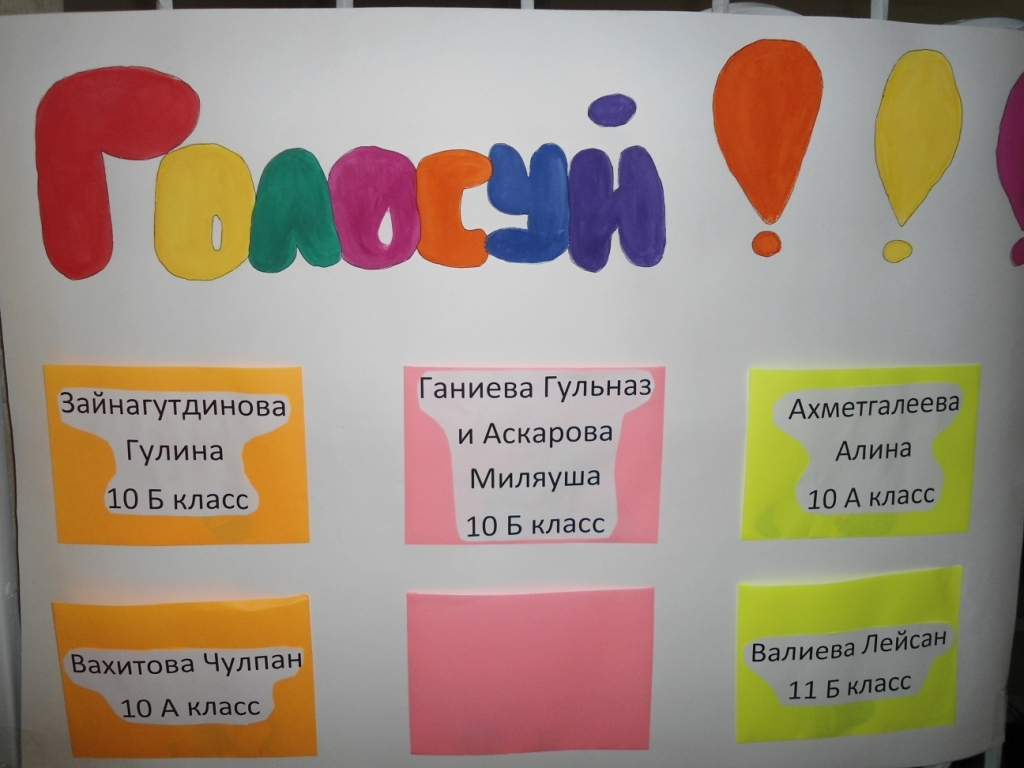 Голосуй!!!
Зайнагутдинова
Гулина
10 Б класс
Ганиева Гульназ
и Аскарова
Миляуша
10 Б класс
Ахметгалеева
Алина
10 А класс
Вахитова Чулпан
10 А класс
Валиева Лейсан
11 Б класс